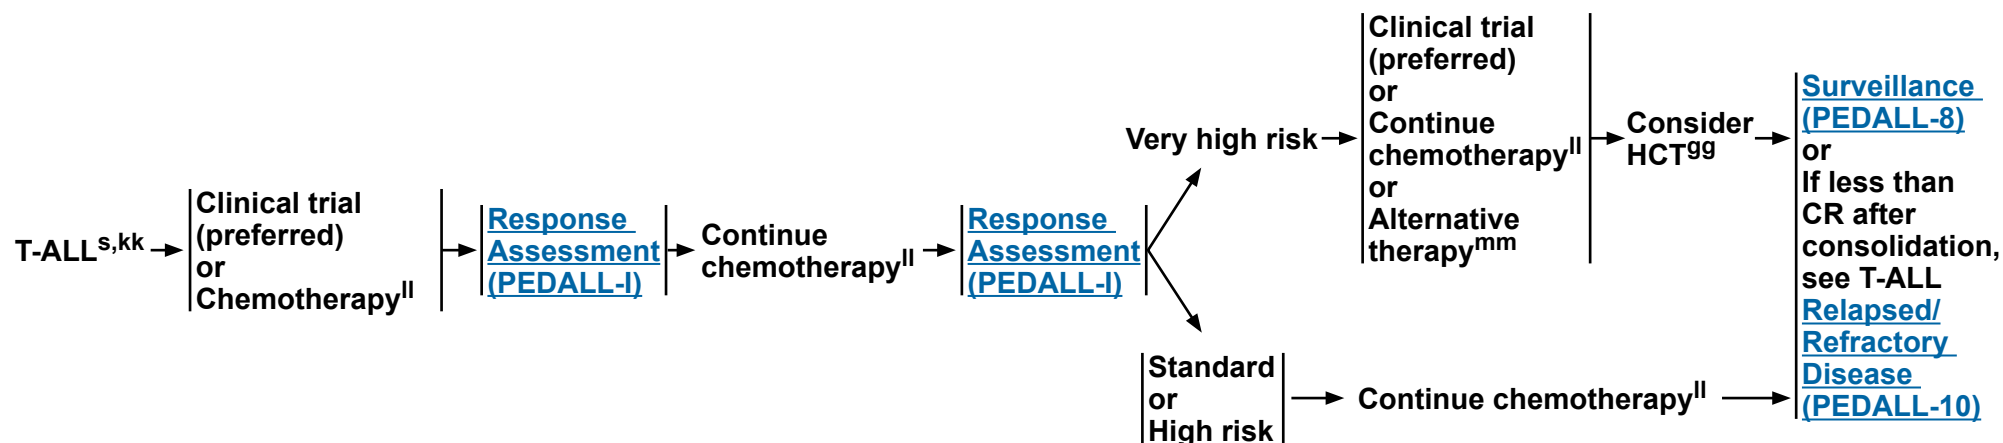 T-ALLs,kk
Clinical trial
(preferred)
or
Chemotherapyll
Response
Assessment
(PEDALL-I)
Continue
chemotherapyll
Response
Assessment
(PEDALL-I)
Very high risk
Clinical trial
(preferred)
or
Continue
chemotherapyll
or
Alternative
therapymm
Consider
HCTgg
Standard
or
High risk
Continue chemotherapyll
Surveillance
(PEDALL-8)
or
If less than
CR after
consolidation,
see T-ALL
Relapsed/
Refractory
Disease
(PEDALL-10)